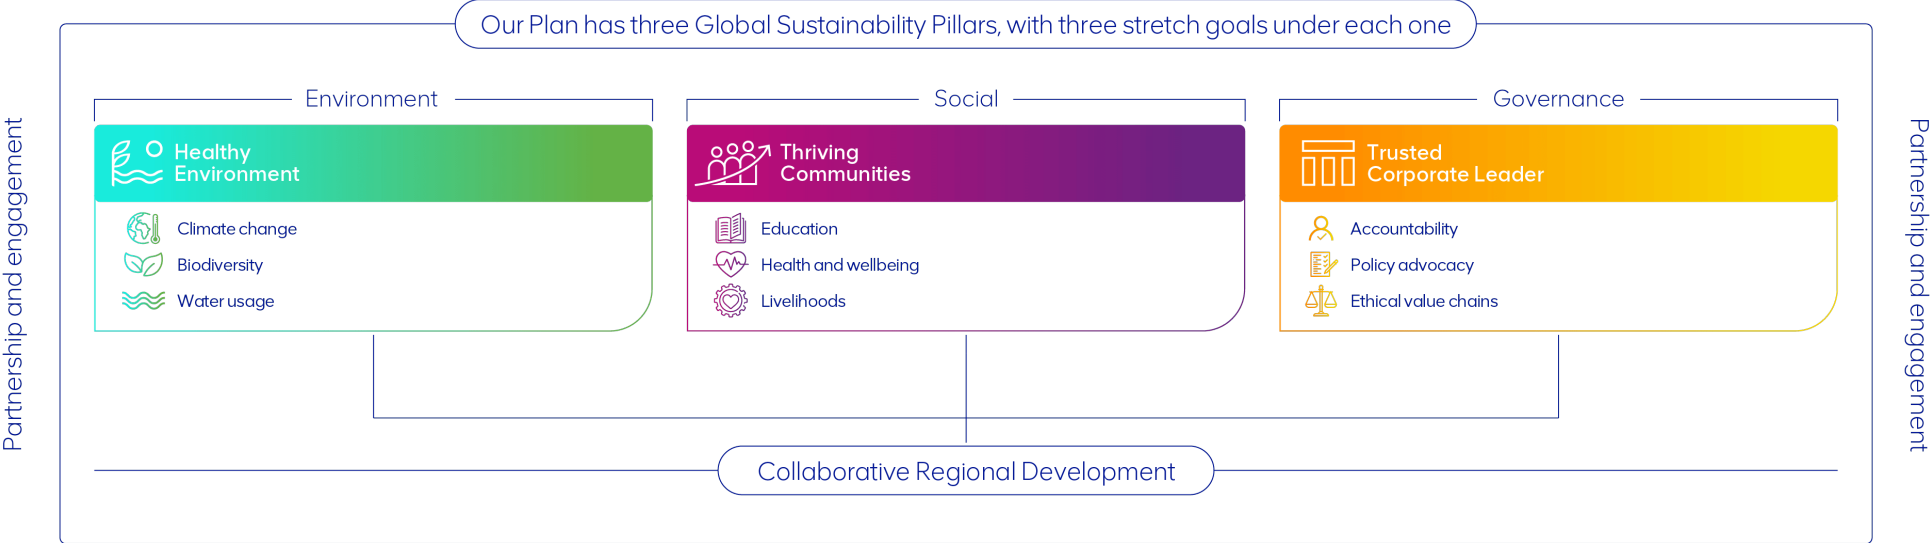 Our Plan has three Global Sustainability Pillars, with three stretch goals under each one
Partnership and engagement
Environment
Healthy
Environment
Climate change
Biodiversity
Water usage
Social
Thriving
Communities
Education
Health and wellbeing
Livelihoods
Governance
Trusted
Corporate Leader
Accountability
Policy advocacy
Ethical value chains
Partnership and engagement
Collaborative Regional Development